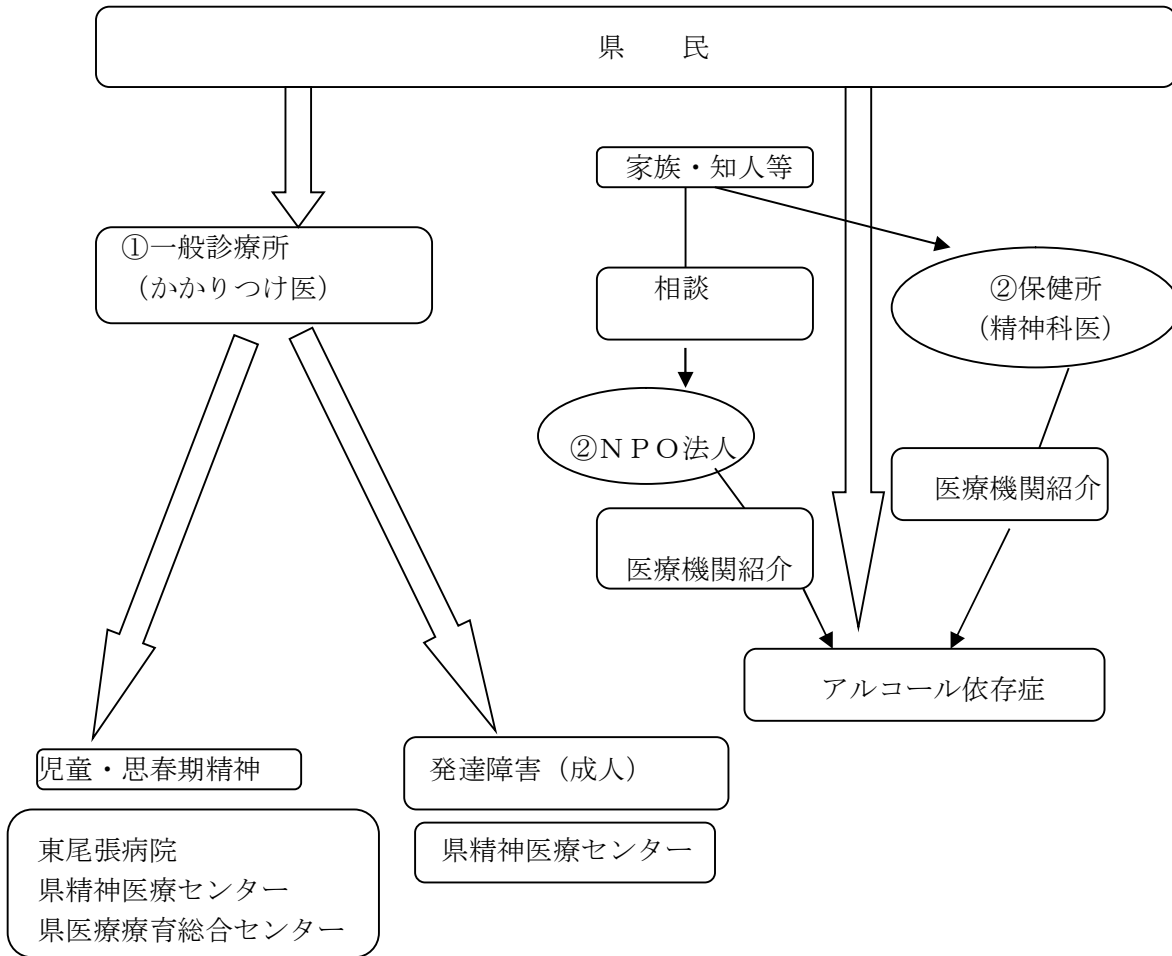 県　　民
家族・知人等
①一般診療所
（かかりつけ医）
相談
②保健所
（精神科医）
②ＮＰＯ法人
医療機関紹介
医療機関紹介
アルコール依存症
児童・思春期精神
発達障害（成人）
東尾張病院
県精神医療センター
県医療療育総合センター
県精神医療センター